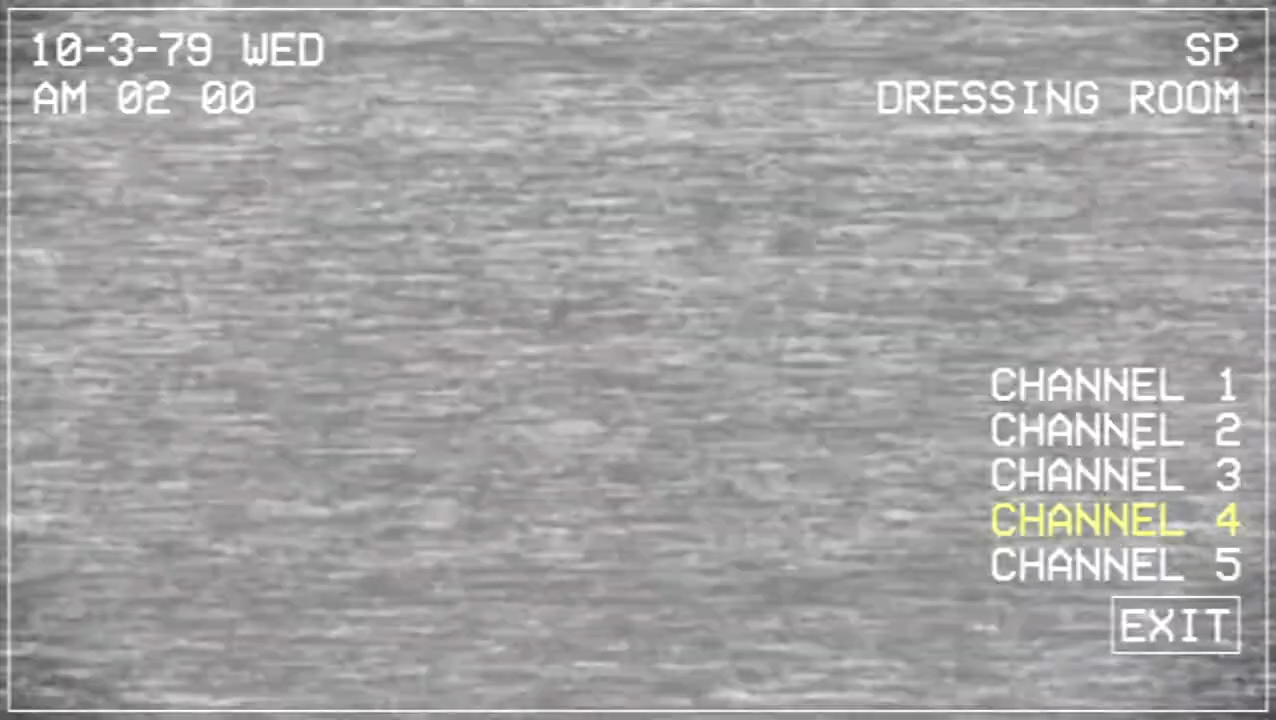 10-3-79 WED
AM 02 00
SP
DRESSING ROOM
CHANNEL 1
CHANNEL 2
CHANNEL 3
CHANNEL 4
CHANNEL 5
EXIT